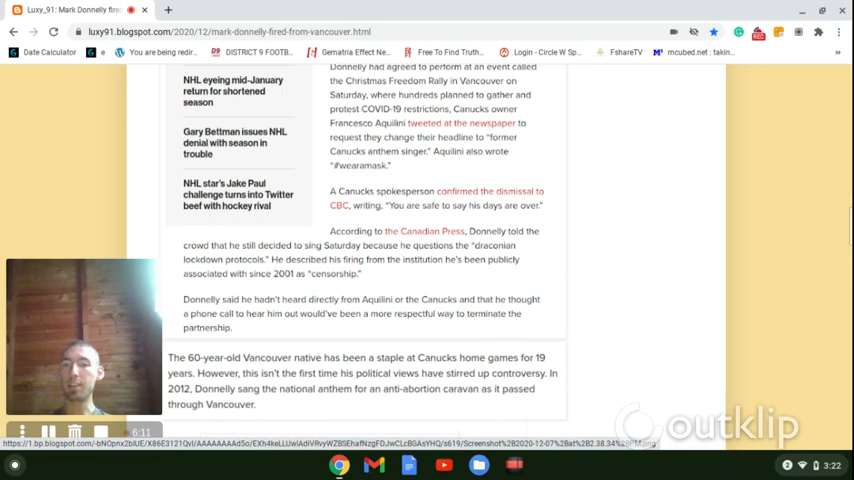 Luxy_91: Mark Donnelly fired
luxy91.blogspot.com/2020/12/mark-donnelly-fired-from-vancouver.html
Date Calculator
e
You are being redir...
DISTRICT 9 FOOTB...
Gematria Effect Ne...
Free To Find Truth...
Login - Circle W Sp...
FshareTV
mcubed.net : takin...
REC
NHL eyeing mid-January
return for shortened
season
Gary Bettman issues NHL
denial with season in
trouble
NHL star's Jake Paul
challenge turns into Twitter
beef with hockey rival
Donnelly had agreed to perform at an event called
the Christmas Freedom Rally in Vancouver on
Saturday, where hundreds planned to gather and
protest COVID-19 restrictions, Canucks owner
Francesco Aquilini tweeted at the newspaper to
request they change their headline to “former
Canucks anthem singer.” Aquilini also wrote
“#wearamask.”
A Canucks spokesperson confirmed the dismissal to
CBC, writing, “You are safe to say his days are over.”
According to the Canadian Press, Donnelly told the
crowd that he still decided to sing Saturday because he questions the “draconian
lockdown protocols.” He described his firing from the institution he's been publicly
associated with since 2001 as “censorship.”
Donnelly said he hadn't heard directly from Aquilini or the Canucks and that he thought
a phone call to hear him out would've been a more respectful way to terminate the
partnership.
The 60-year-old Vancouver native has been a staple at Canucks home games for 19
years. However, this isn't the first time his political views have stirred up controversy. In
2012, Donnelly sang the national anthem for an anti-abortion caravan as it passed
through Vancouver.
6:11
outklip
2
3:22